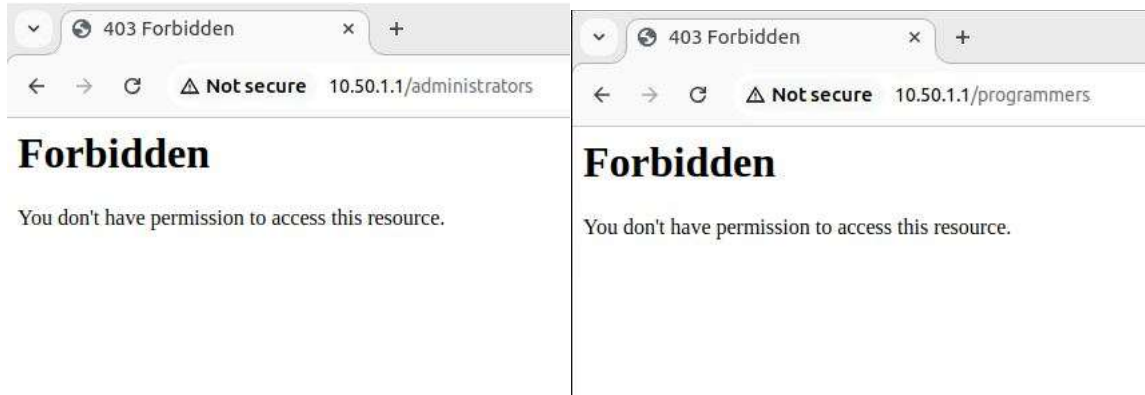 403 Forbidden
Not secure 10.50.1.1/administrators
Forbidden
You don't have permission to access this resource.
403 Forbidden
Not secure 10.50.1.1/programmers
Forbidden
You don't have permission to access this resource.